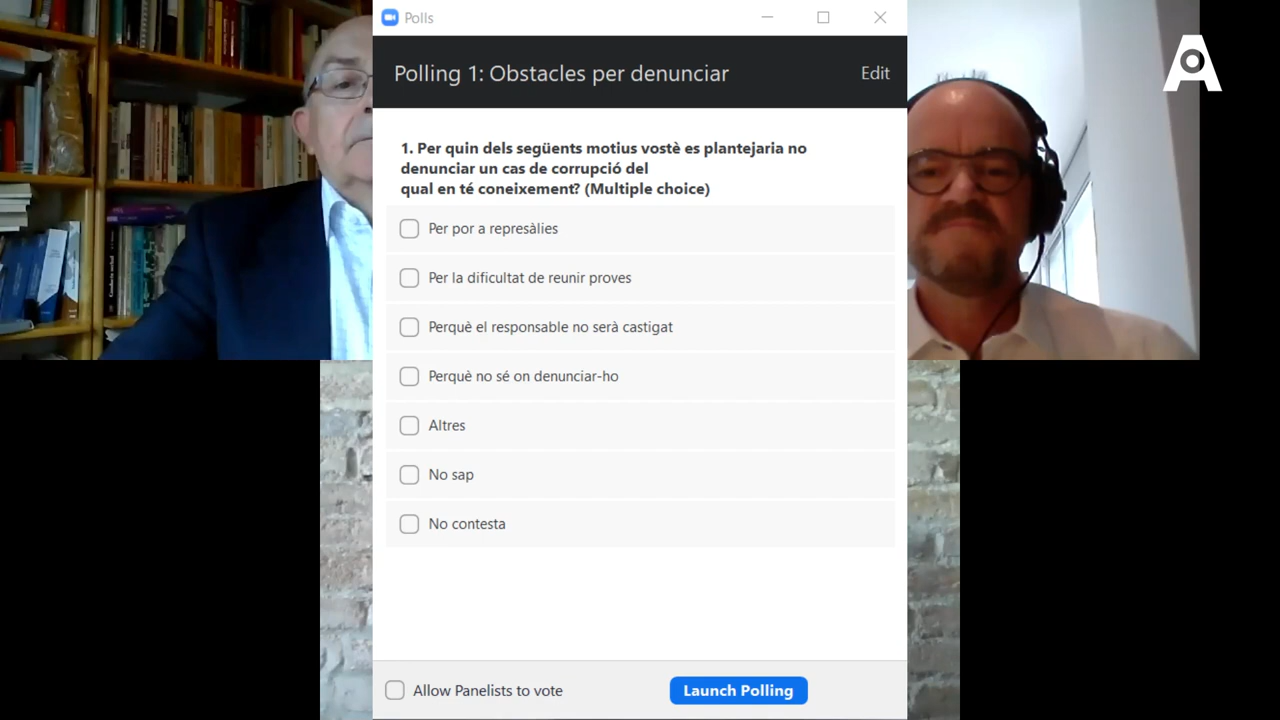 Polls
Polling 1: Obstacles per denunciar
Edit
1. Per quin dels següents motius vostè es plantejaria no
denunciar un cas de corrupció del
qual en té coneixement? (Multiple choice)
Per por a represàlies
Per la dificultat de reunir proves
Perquè el responsable no serà castigat
Perquè no sé on denunciar-ho
Altres
No sap
No contesta
Allow Panelists to vote
Launch Polling